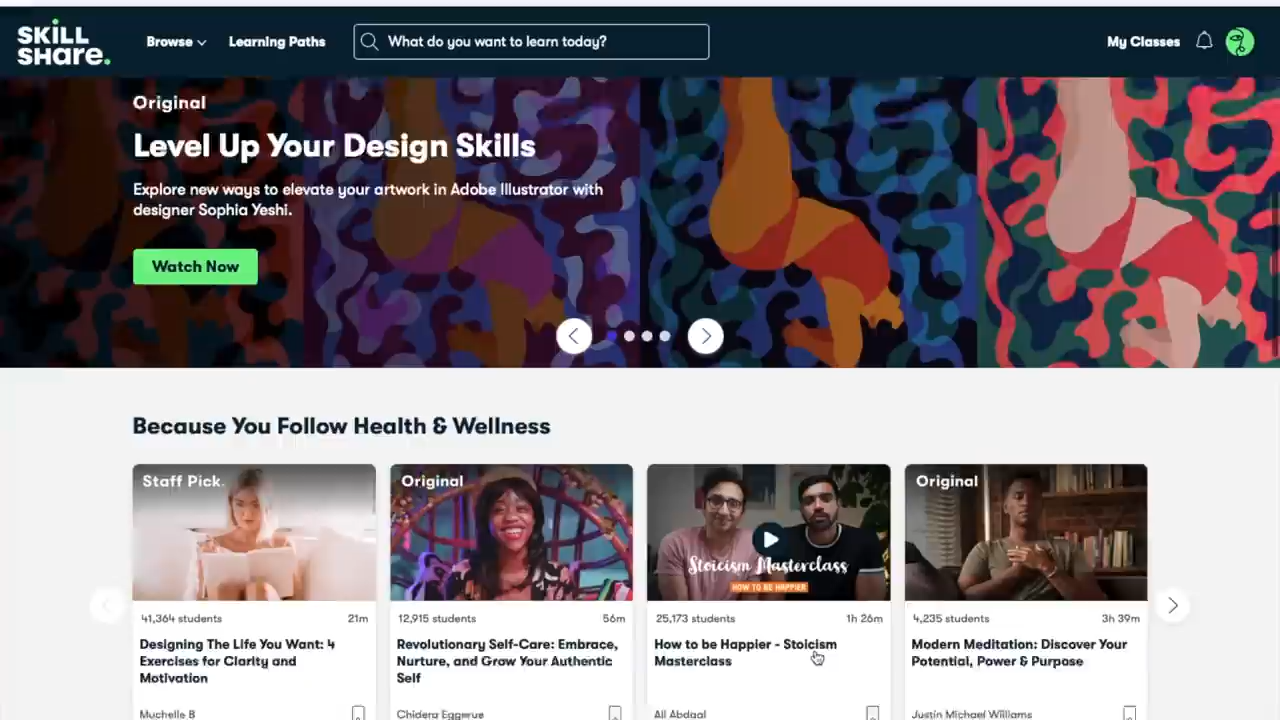 SKILL
SHare.
Browse
Learning Paths
What do you want to learn today?
My Classes
Original
Level Up Your Design Skills
Explore new ways to elevate your artwork in Adobe Illustrator with
designer Sophia Yeshi.
Watch Now
Because You Follow Health & Wellness
Staff Pick.
41,364 students
21m
Designing The Life You Want: 4
Exercises for Clarity and
Motivation
Muchelle B
Original
12,915 students
56m
Revolutionary Self-Care: Embrace,
Nurture, and Grow Your Authentic
Self
Chidera Eggerue
Stoicism Masterclass
HOW TO BE HAPPIER
25,173 students
1h 26m
How to be Happier - Stoicism
Masterclass
Ali Abdaal
Original
4,235 students
3h 39m
Modern Meditation: Discover Your
Potential, Power & Purpose
Justin Michael Williams